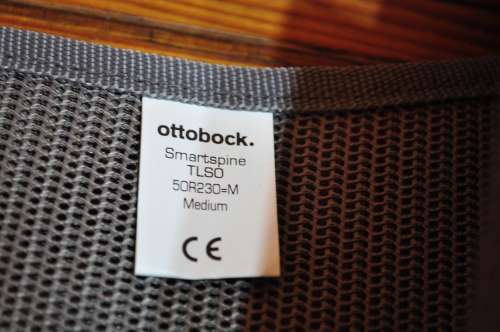 ottobock.
Smartspine
TLSO
50R230=M
Medium
CE